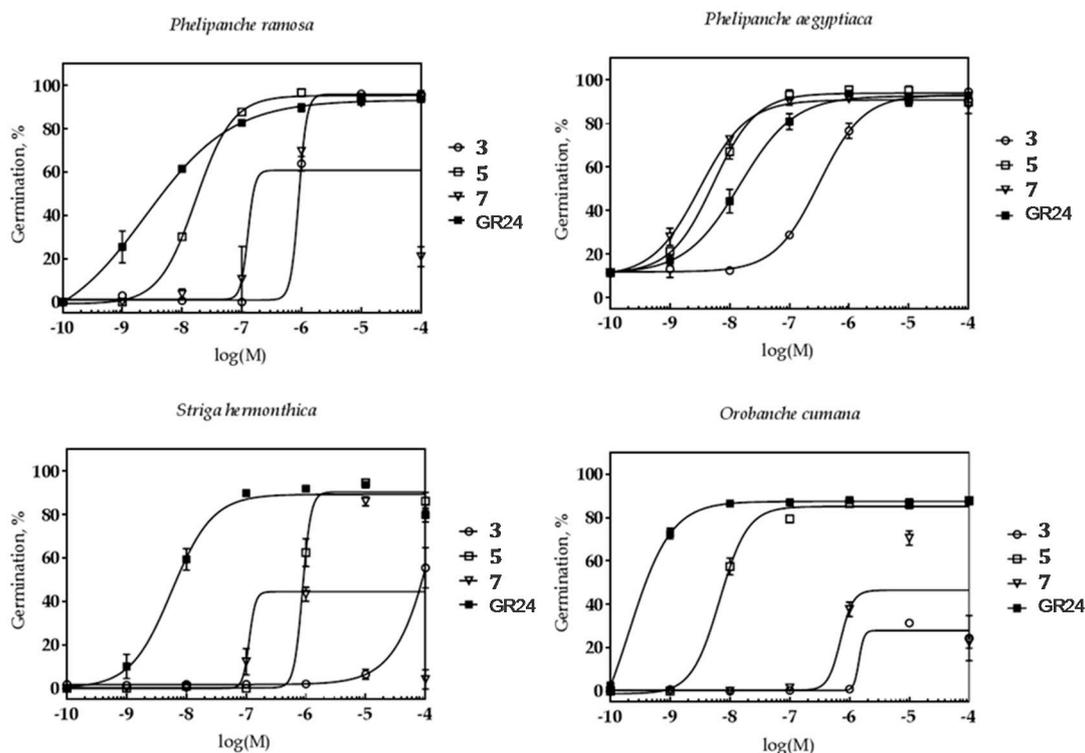 Phelipanche ramosa
Phelipanche aegyptiaca
100
80
60
40
20
0
Germination, %
-10 -9 -8 -7 -6 -5 -4
log(M)
3
5
7
GR24
100
80
60
40
20
0
Germination, %
-10 -9 -8 -7 -6 -5 -4
log(M)
3
5
7
GR24
Striga hermonthica
Orobanche cumana
100
80
60
40
20
0
Germination, %
-10 -9 -8 -7 -6 -5 -4
log(M)
3
5
7
GR24
100
80
60
40
20
0
Germination, %
-10 -9 -8 -7 -6 -5 -4
log(M)
3
5
7
GR24